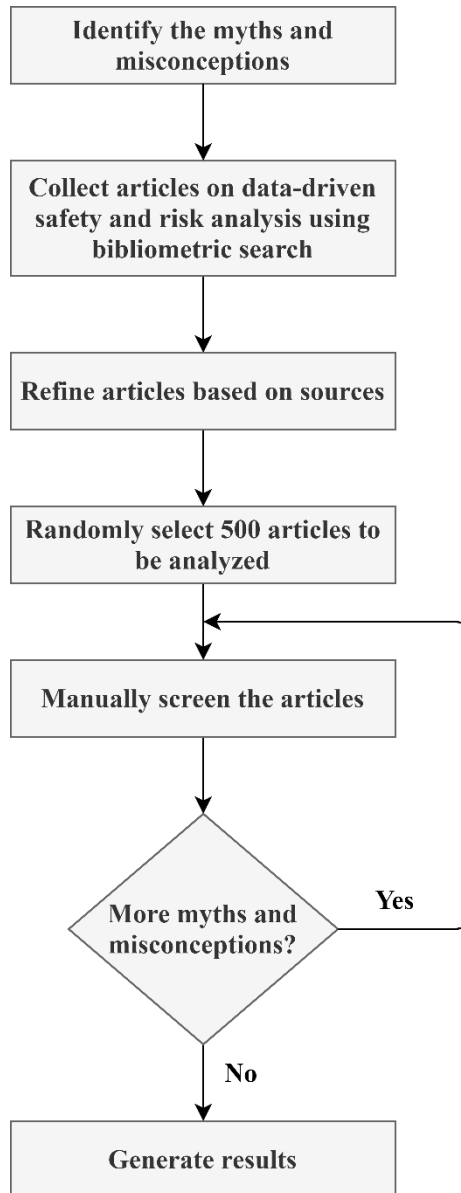 Identify the myths and
misconceptions
Collect articles on data-driven
safety and risk analysis using
bibliometric search
Refine articles based on sources
Randomly select 500 articles to
be analyzed
Manually screen the articles
More myths and
misconceptions?
Yes
No
Generate results